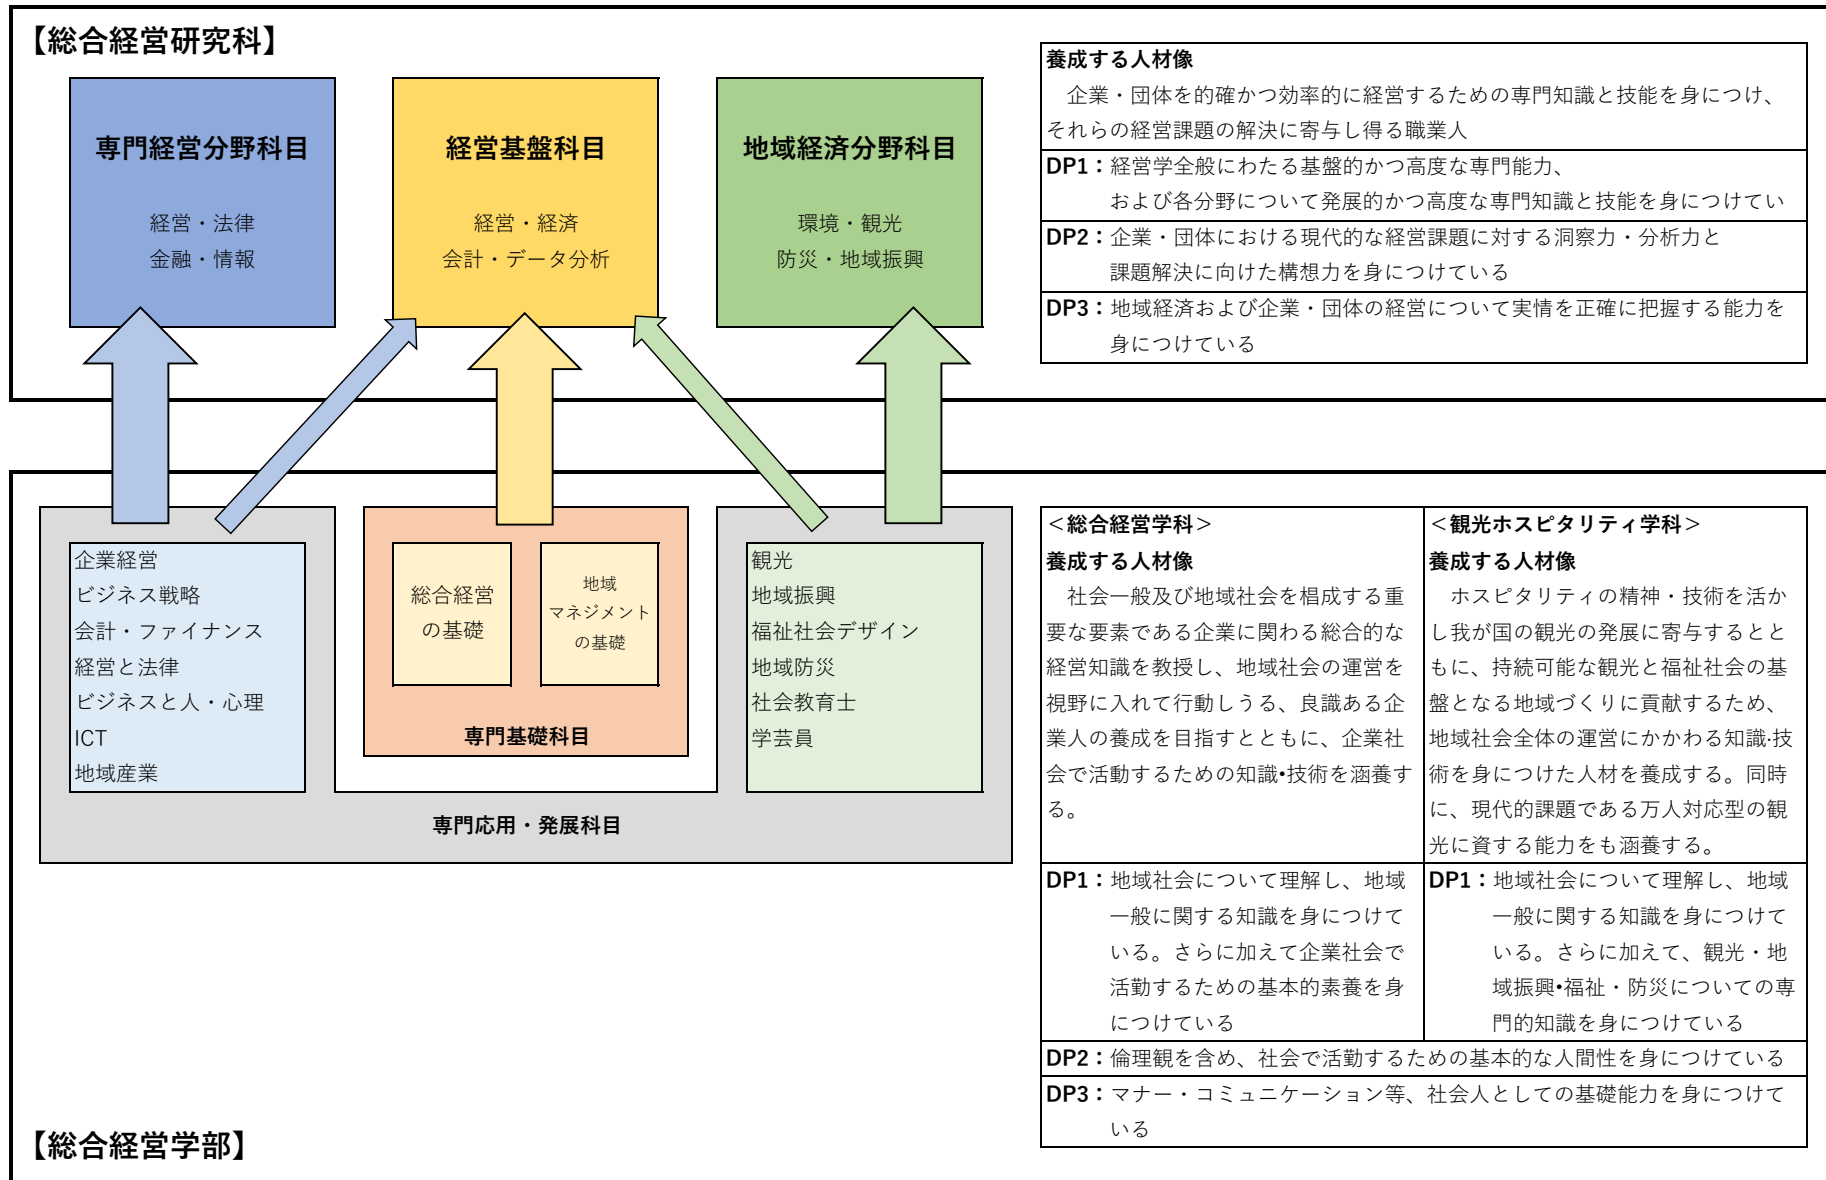 【総合経営研究科】
専門経営分野科目
経営・法律
金融・情報
経営基盤科目
経営・経済
会計・データ分析
地域経済分野科目
環境・観光
防災・地域振興
養成する人材像
企業・団体を的確かつ効率的に経営するための専門知識と技能を身につけ、
それらの経営課題の解決に寄与し得る職業人
DP1：経営学全般にわたる基盤的かつ高度な専門能力、
および各分野について発展的かつ高度な専門知識と技能を身につけてい
DP2：企業・団体における現代的な経営課題に対する洞察力・分析力と
課題解決に向けた構想力を身につけている
DP3：地域経済および企業・団体の経営について実情を正確に把握する能力を
身につけている
企業経営
ビジネス戦略
会計・ファイナンス
経営と法律
ビジネスと人・心理
ICT
地域産業
総合経営
の基礎
地域
マネジメント
の基礎
専門基礎科目
観光
地域振興
福祉社会デザイン
地域防災
社会教育士
学芸員
専門応用・発展科目
＜総合経営学科＞
養成する人材像
社会一般及び地域社会を楫成する重
要な要素である企業に関わる総合的な
経営知識を教授し、地域社会の運営を
視野に入れて行動しうる、良識ある企
業人の養成を目指すとともに、企業社
会で活動するための知識•技術を涵養す
る。
＜観光ホスピタリティ学科＞
養成する人材像
ホスピタリティの精神・技術を活か
し我が国の観光の発展に寄与するとと
もに、持続可能な観光と福祉社会の基
盤となる地域づくりに貢献するため、
地域社会全体の運営にかかわる知識·技
術を身につけた人材を養成する。同時
に、現代的課題である万人対応型の観
光に資する能力をも涵養する。
DP1：地域社会について理解し、地域
一般に関する知識を身につけて
いる。さらに加えて企業社会で
活勤するための基本的素養を身
につけている
DP1：地域社会について理解し、地域
一般に関する知識を身につけて
いる。さらに加えて、観光・地
域振興•福祉・防災についての専
門的知識を身につけている
DP2：倫理観を含め、社会で活勤するための基本的な人間性を身につけている
DP3：マナー・コミュニケーション等、社会人としての基礎能力を身につけて
いる
【総合経営学部】